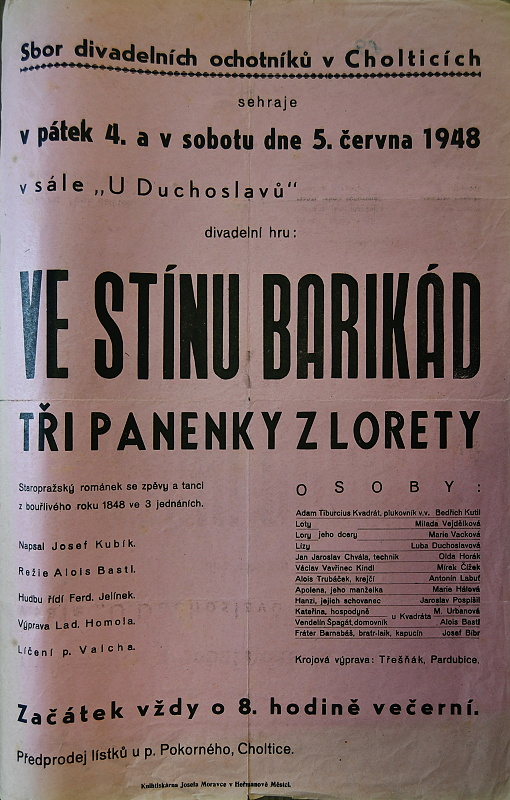 Sbor divadelních ochotníků v Cholticích
sehraje
v pátek 4. a v sobotu dne 5. června 1948
v sále „U Duchoslavů"
divadelní hru:
VE STÍNU BARIKÁD
TŘI PANENKY Z LORETY
Staropražský románek se zpěvy a tanci
z bouřlivého roku 1848 ve 3 jednáních.
Napsal Josef Kubík.
Režie Alois Bastl.
Hudbu řídí Ferd. Jelínek.
Výprava Lad. Homola.
Líčení p. Valcha.
OSOBY:
Adam Tiburcius Kvadrát, plukovník v.v. Bedřich Kutil
Loty Milada Vejdělková
Lory jeho dcery Marie Vacková
Lizy Luba Duchoslavová
Jan Jaroslav Chvála, technik Olda Horák
Václav Vavřinec Kindl Mirek Čížek
Alois Trubáček, krejčí Antonín Labuť
Apolena, jeho manželka Marie Hálová
Hanzi, jejich schovanec Jaroslav Pospíšil
Kateřina, hospodyně u Kvadráta M. Urbanová
Vendelín Špagát, domovník Alois Bastl
Fráter Barnabáš, bratr-laik, kapucín Josef Bibr
Krojová výprava: Třešňák, Pardubice,
Začátek vždy o 8. hodině večerní.
Předprodej lístků u p. Pokorného, Choltice.
Knihtiskárna Josefa Moravce v Heřmanově Městci.